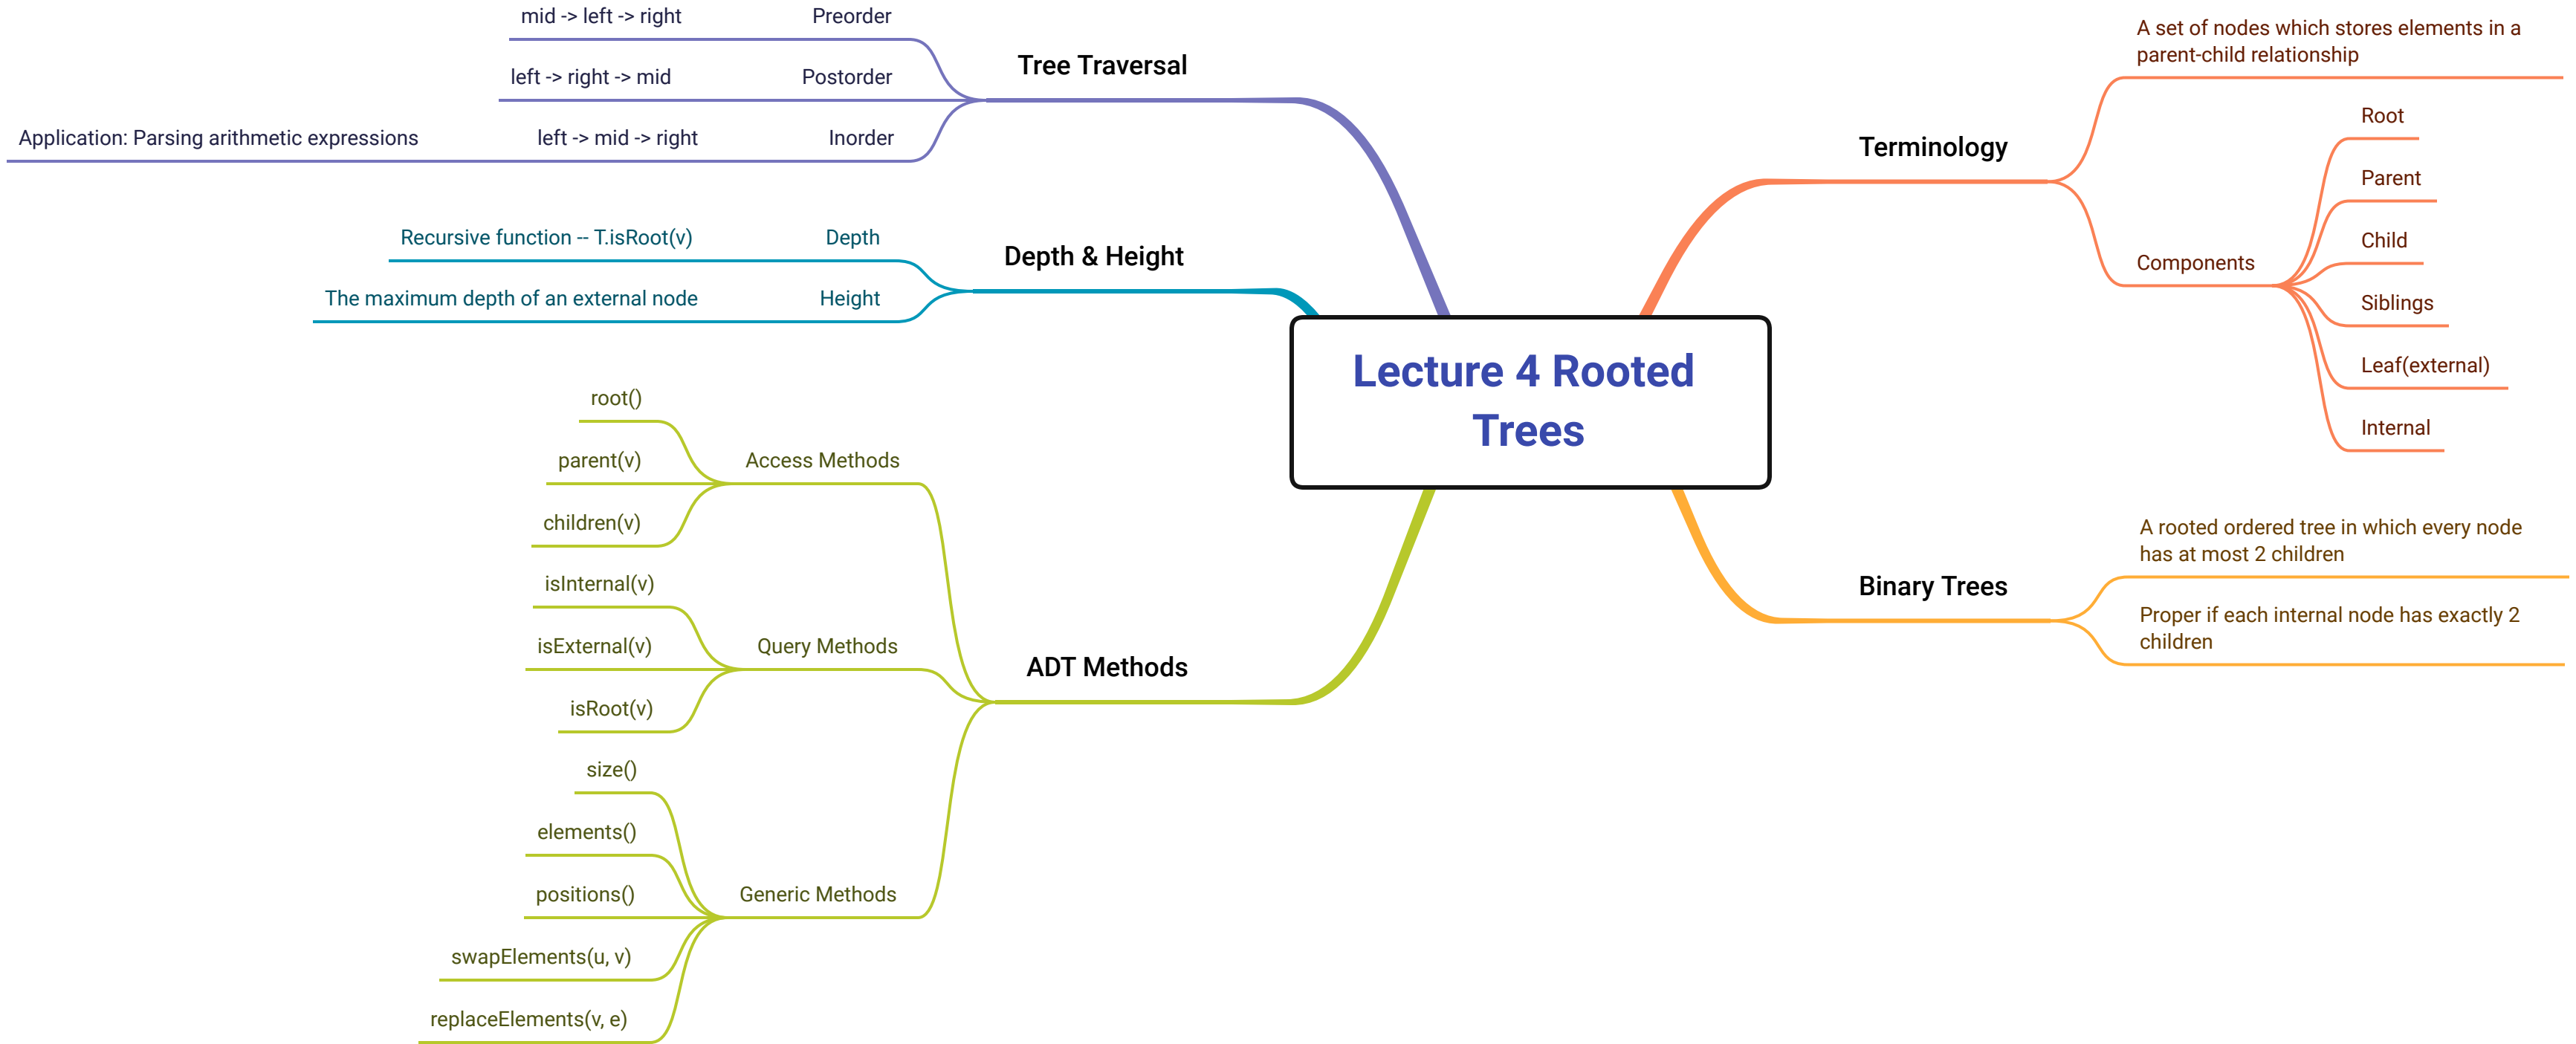 Lecture 4 Rooted
Trees
Terminology
A set of nodes which stores elements in a
parent-child relationship
Components
Root
Parent
Child
Siblings
Leaf(external)
Internal
Binary Trees
A rooted ordered tree in which every node
has at most 2 children
Proper if each internal node has exactly 2
children
Tree Traversal
Preorder
mid -> left -> right
Postorder
left -> right -> mid
Inorder
left -> mid -> right
Application: Parsing arithmetic expressions
Depth & Height
Depth
Recursive function -- T.isRoot(v)
Height
The maximum depth of an external node
ADT Methods
Access Methods
root()
parent(v)
children(v)
Query Methods
isInternal(v)
isExternal(v)
isRoot(v)
Generic Methods
size()
elements()
positions()
swapElements(u, v)
replaceElements(v, e)